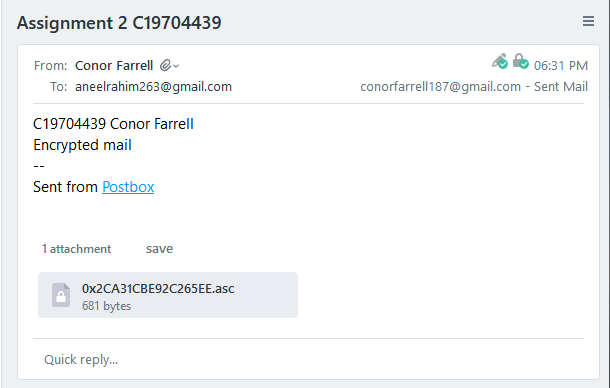 Assignment 2 C19704439
From: Conor Farrell 06:31 PM
To: aneelrahim263@gmail.com conorfarrell187@gmail.com - Sent Mail
C19704439 Conor Farrell
Encrypted mail
--
Sent from Postbox
1 attachment save
0x2CA31CBE92C265EE.asc
681 bytes
Quick reply...